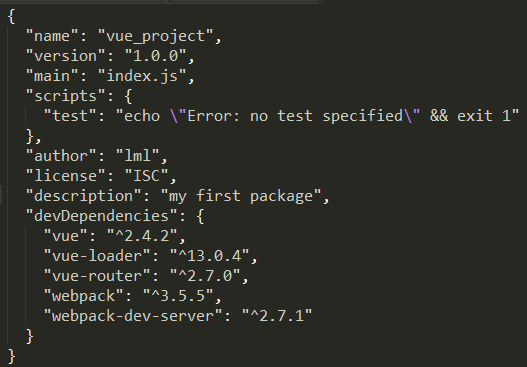 {
  "name": "vue_project",
  "version": "1.0.0",
  "main": "index.js",
  "scripts": {
    "test": "echo \"Error: no test specified\" && exit 1"
  },
  "author": "lml",
  "license": "ISC",
  "description": "my first package",
  "devDependencies": {
    "vue": "^2.4.2",
    "vue-loader": "^13.0.4",
    "vue-router": "^2.7.0",
    "webpack": "^3.5.5",
    "webpack-dev-server": "^2.7.1"
  }
}